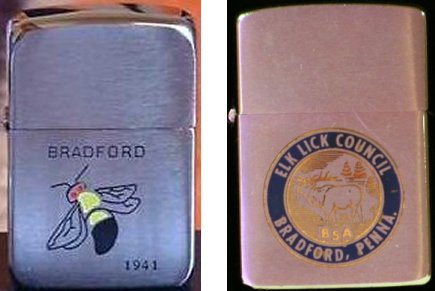 BRADFORD
1941
ELK LICK COUNCIL
BSA
BRADFORD, PENNA.